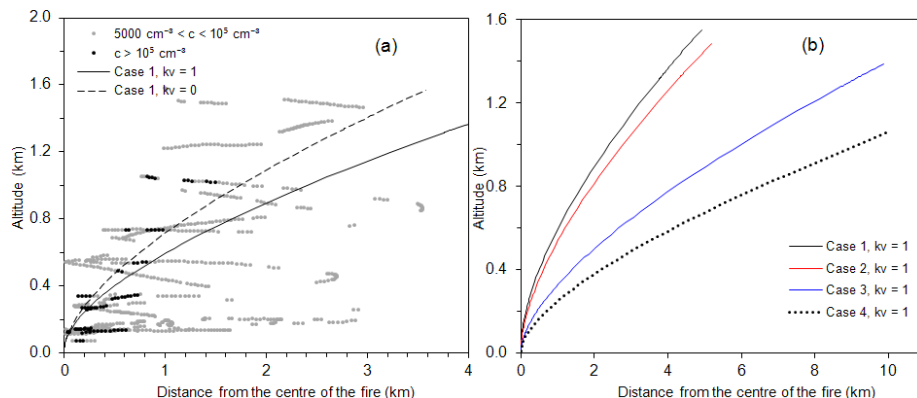 2.0
1.6
1.2
0.8
0.4
0.0
Altitude (km)
5000 cm⁻³ < c < 10⁵ cm⁻³
c > 10⁵ cm⁻³
Case 1, kv = 1
Case 1, kv = 0
(a)
0 1 2 3 4
Distance from the centre of the fire (km)
1.6
1.2
0.8
0.4
0.0
Altitude (km)
(b)
Case 1, kv = 1
Case 2, kv = 1
Case 3, kv = 1
Case 4, kv = 1
0 2 4 6 8 10
Distance from the centre of the fire (km)